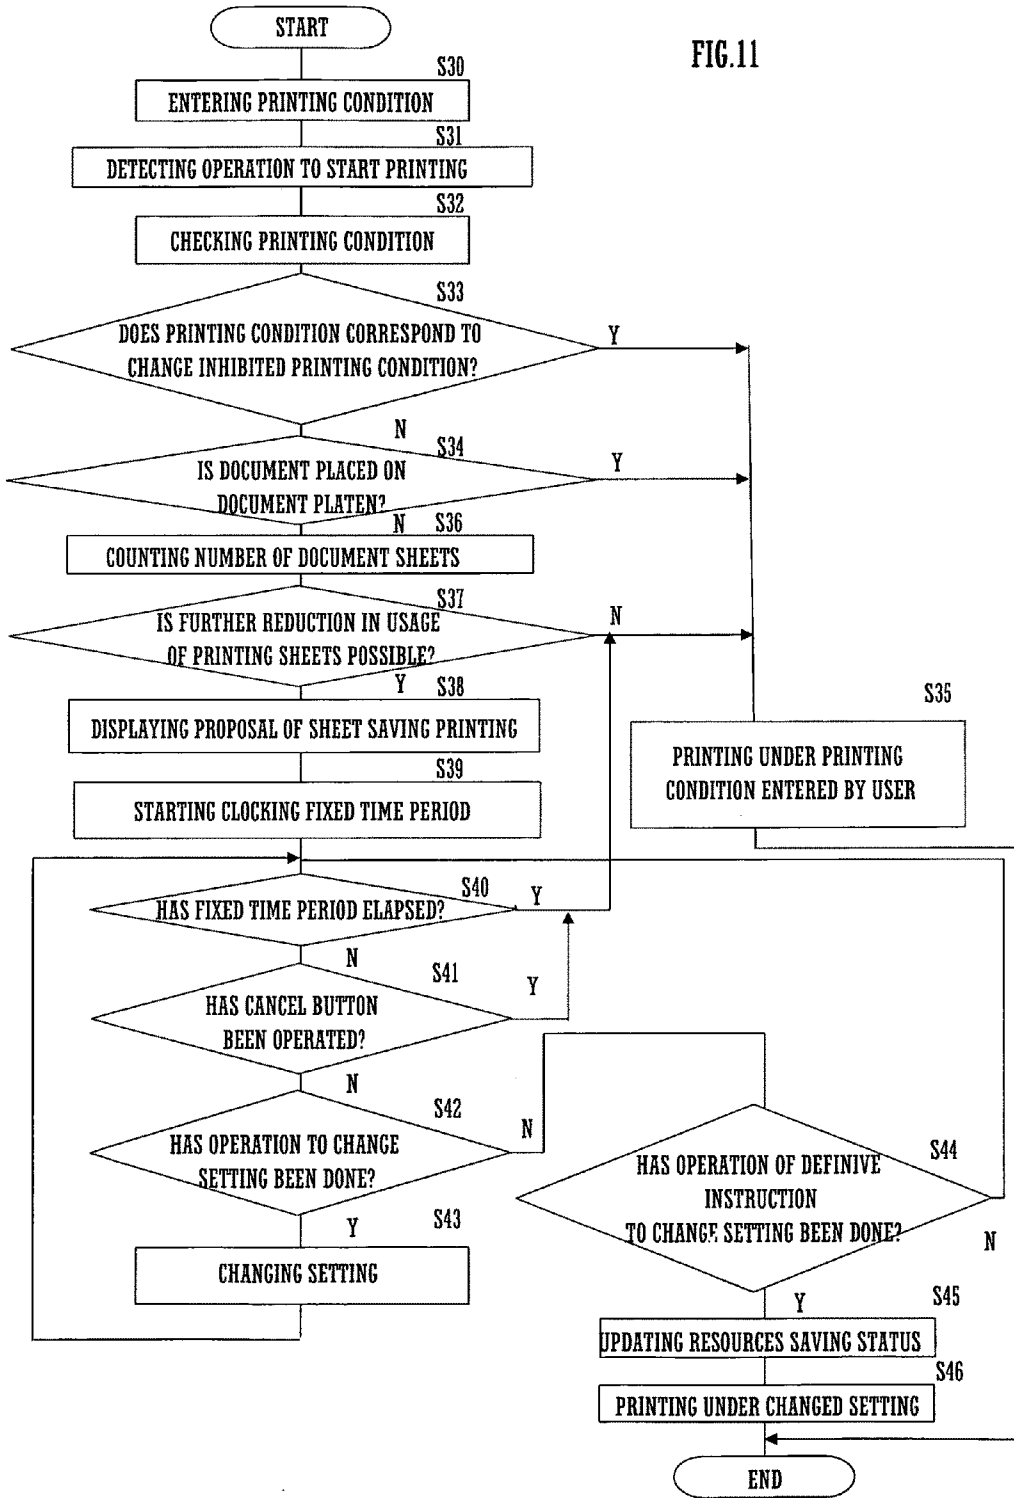 START
FIG.11
S30
ENTERING PRINTING CONDITION
S31
DETECTING OPERATION TO START PRINTING
S32
CHECKING PRINTING CONDITION
S33
DOES PRINTING CONDITION CORRESPOND TO
CHANGE INHIBITED PRINTING CONDITION?
Y
N
S34
IS DOCUMENT PLACED ON
DOCUMENT PLATEN?
Y
N
S36
COUNTING NUMBER OF DOCUMENT SHEETS
S37
IS FURTHER REDUCTION IN USAGE
OF PRINTING SHEETS POSSIBLE?
N
Y
S38
DISPLAYING PROPOSAL OF SHEET SAVING PRINTING
S35
PRINTING UNDER PRINTING
CONDITION ENTERED BY USER
S39
STARTING CLOCKING FIXED TIME PERIOD
S40
HAS FIXED TIME PERIOD ELAPSED?
Y
N
S41
HAS CANCEL BUTTON
BEEN OPERATED?
Y
N
S42
HAS OPERATION TO CHANGE
SETTING BEEN DONE?
N
Y
S43
CHANGING SETTING
S44
HAS OPERATION OF DEFINIVE
INSTRUCTION
TO CHANGE SETTING BEEN DONE?
N
Y
S45
UPDATING RESOURCES SAVING STATUS
S46
PRINTING UNDER CHANGED SETTING
END